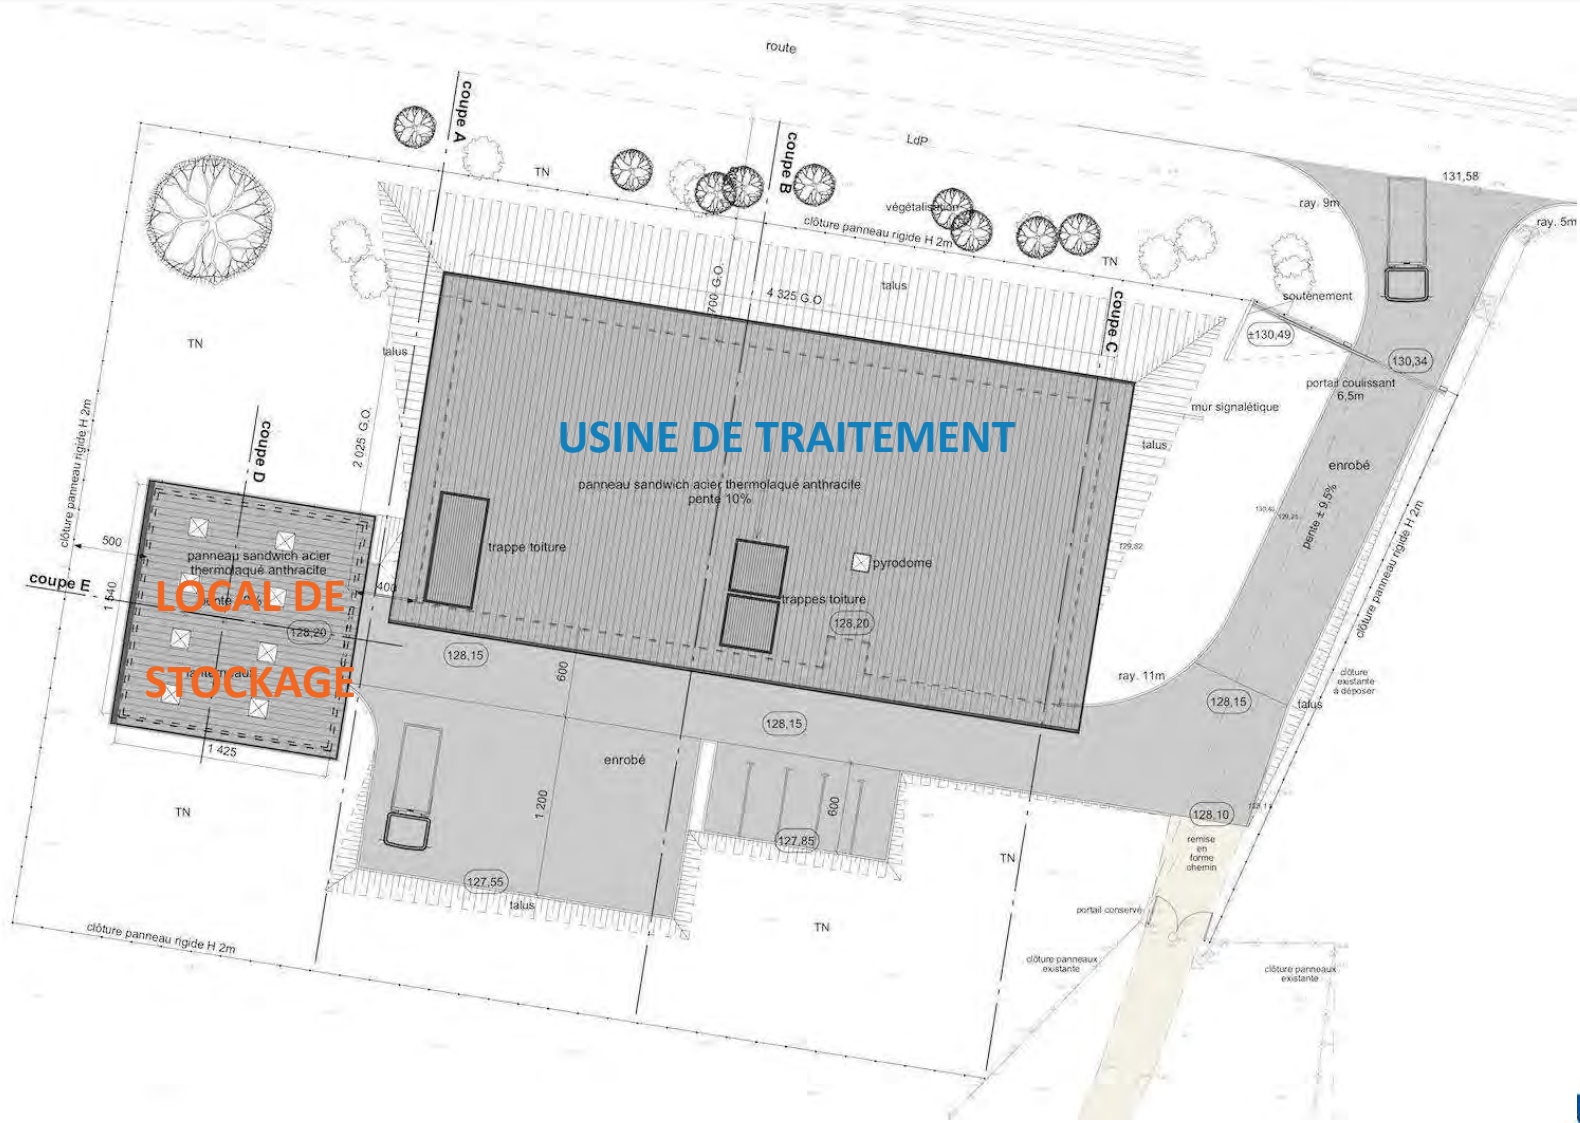 route
coupe A
LdP
coupe B
TN
131,58
ray. 9m
ray. 5m
végétalisation
clôture panneau rigide H 2m
TN
talus
700 G.O.
4 325 G.O
coupe C
soutènement
±130,49
130,34
portail coulissant
6,5m
TN
talus
mur signalétique
clôture panneau rigide H 2m
2 025 G.O.
coupe D
USINE DE TRAITEMENT
talus
enrobé
panneau sandwich acier thermolaqué anthracite
pente 10%
pente ± 9.5%
clôture panneau rigide H 2m
129,82
500
panneau sandwich acier
thermolaqué anthracite
trappe toiture
pyrodome
coupe E
1 540
LOCAL DE
400
trappes toiture
128,20
128,20
128,15
600
STOCKAGE
ray. 11m
clôture
existante
à déposer
128,15
talus
128,15
1 425
enrobé
TN
1 200
600
128,10
127,85
remise
en
forme
chemin
TN
127,55
talus
portail conservé
TN
clôture panneau rigide H 2m
clôture panneaux
existante
clôture panneaux
existante